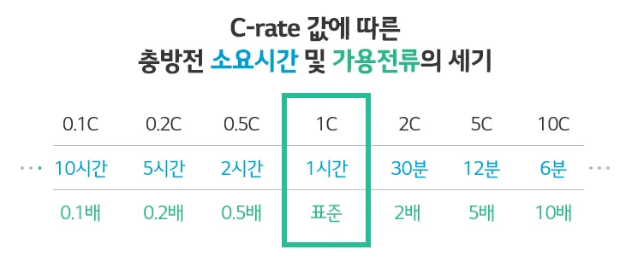 C-rate 값에 따른
충방전 소요시간 및 가용전류의 세기
0.1C 0.2C 0.5C 1C 2C 5C 10C
··· 10시간 5시간 2시간 1시간 30분 12분 6분 ···
0.1배 0.2배 0.5배 표준 2배 5배 10배